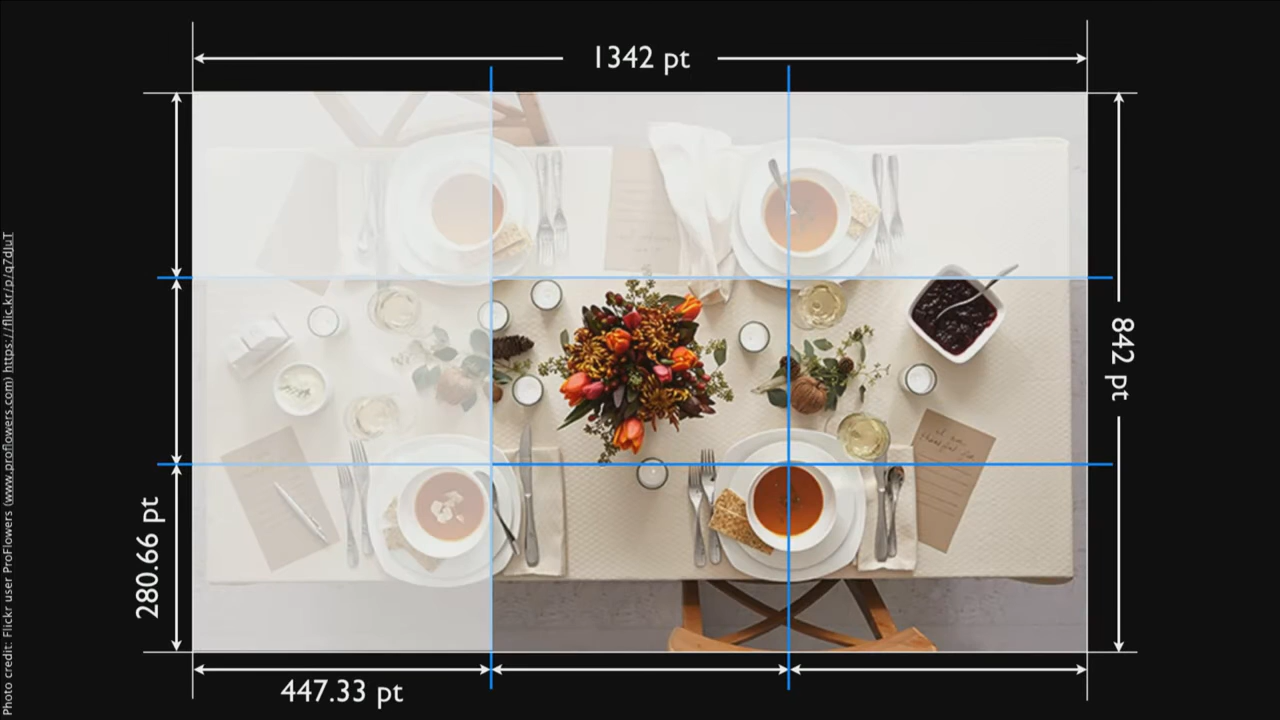 1342 pt
842 pt
280.66 pt
447.33 pt
Photo credit: Flickr user ProFlowers (www.proflowers.com) https://flic.kr/p/q7dJuT